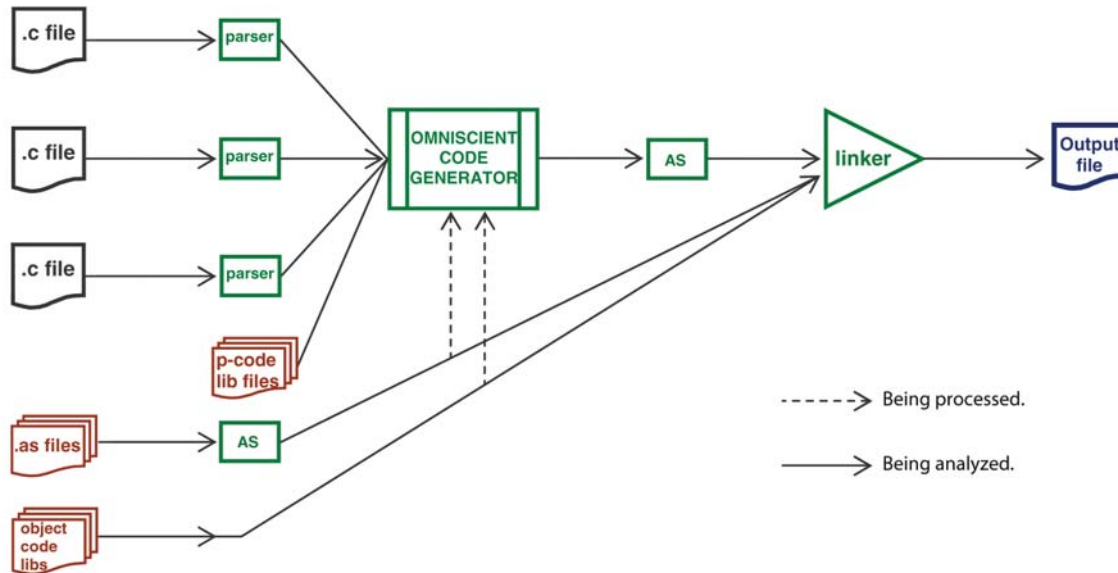 .c file
parser
.c file
parser
.c file
parser
OMNISCIENT
CODE
GENERATOR
AS
linker
Output
file
p-code
lib files
.as files
AS
object
code
libs
Being processed.
Being analyzed.